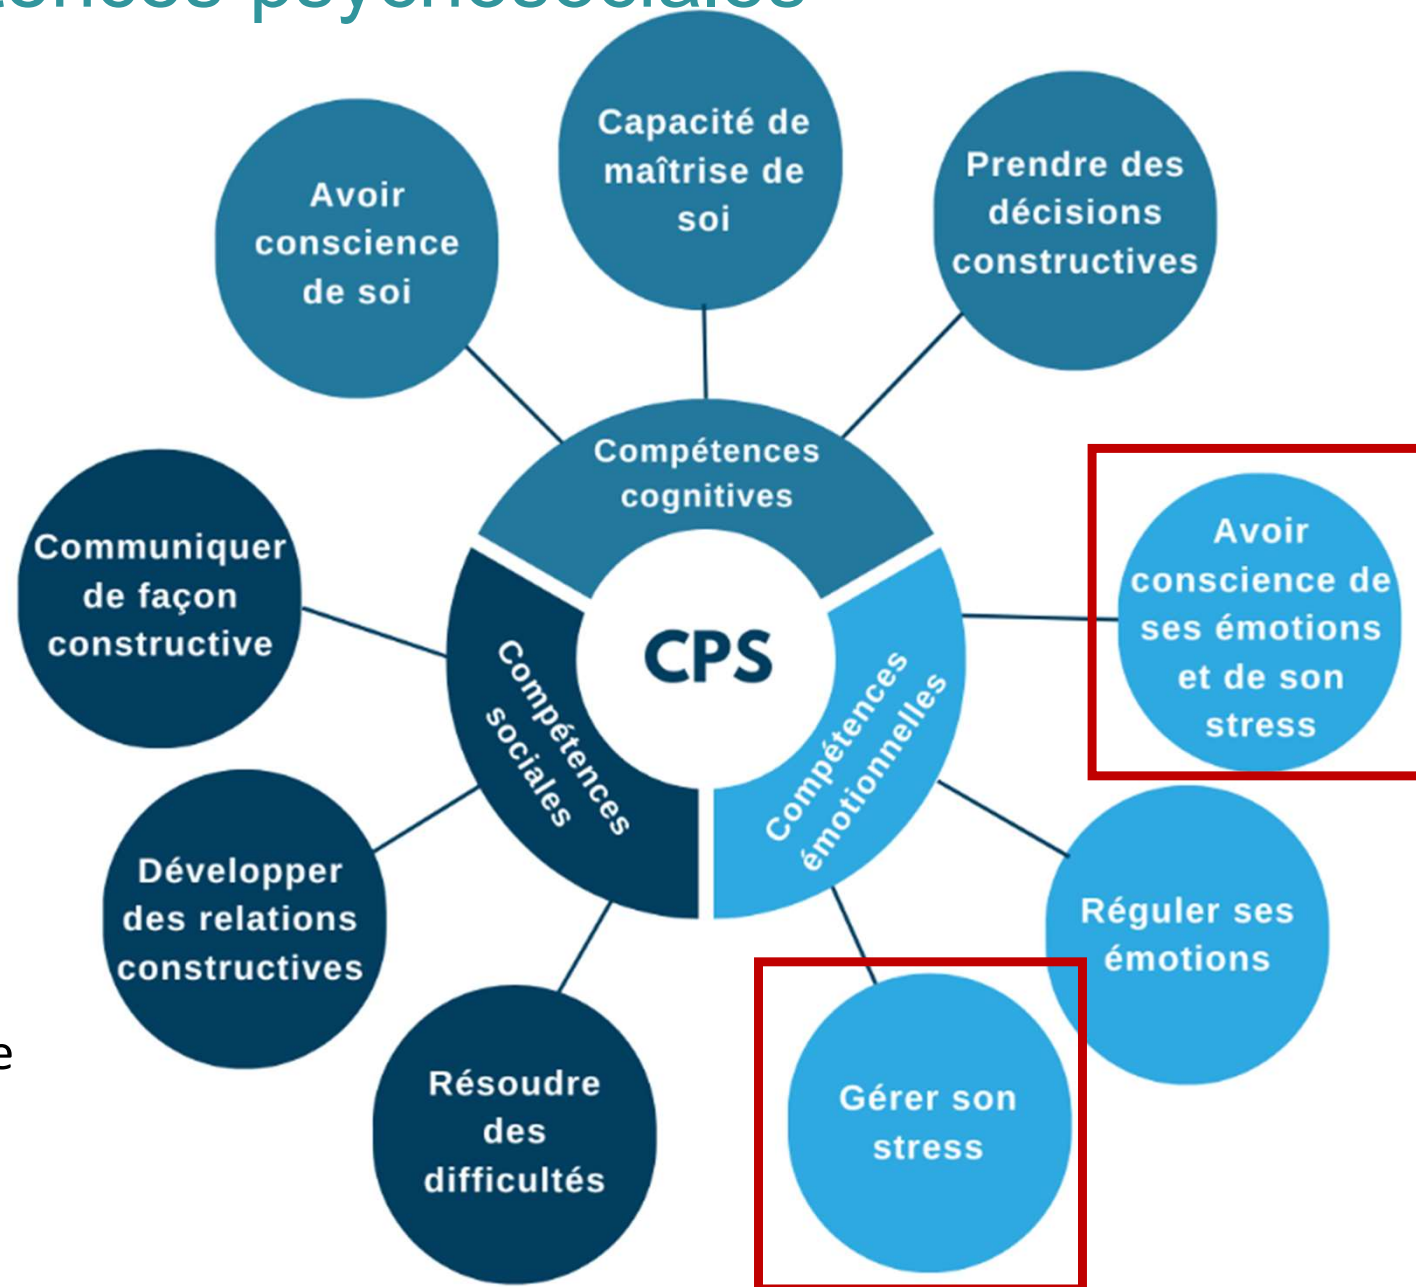 psychosociales
Capacité de
maîtrise de
soi
Avoir
conscience
de soi
Prendre des
décisions
constructives
Compétences
cognitives
Avoir
conscience de
ses émotions
et de son
stress
Communiquer
de façon
constructive
CPS
Compétences
sociales
Compétences
émotionnelles
Développer
des relations
constructives
Réguler ses
émotions
e
Résoudre
des
difficultés
Gérer son
stress